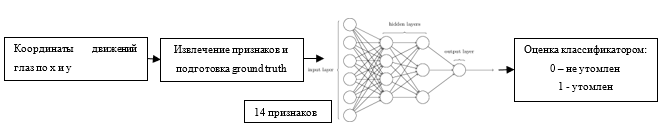 Координаты движений
глаз по x и y
Извлечение признаков и
подготовка ground truth
input layer
hidden layers
output layer
14 признаков
Оценка классификатором:
0 – не утомлен
1 - утомлен